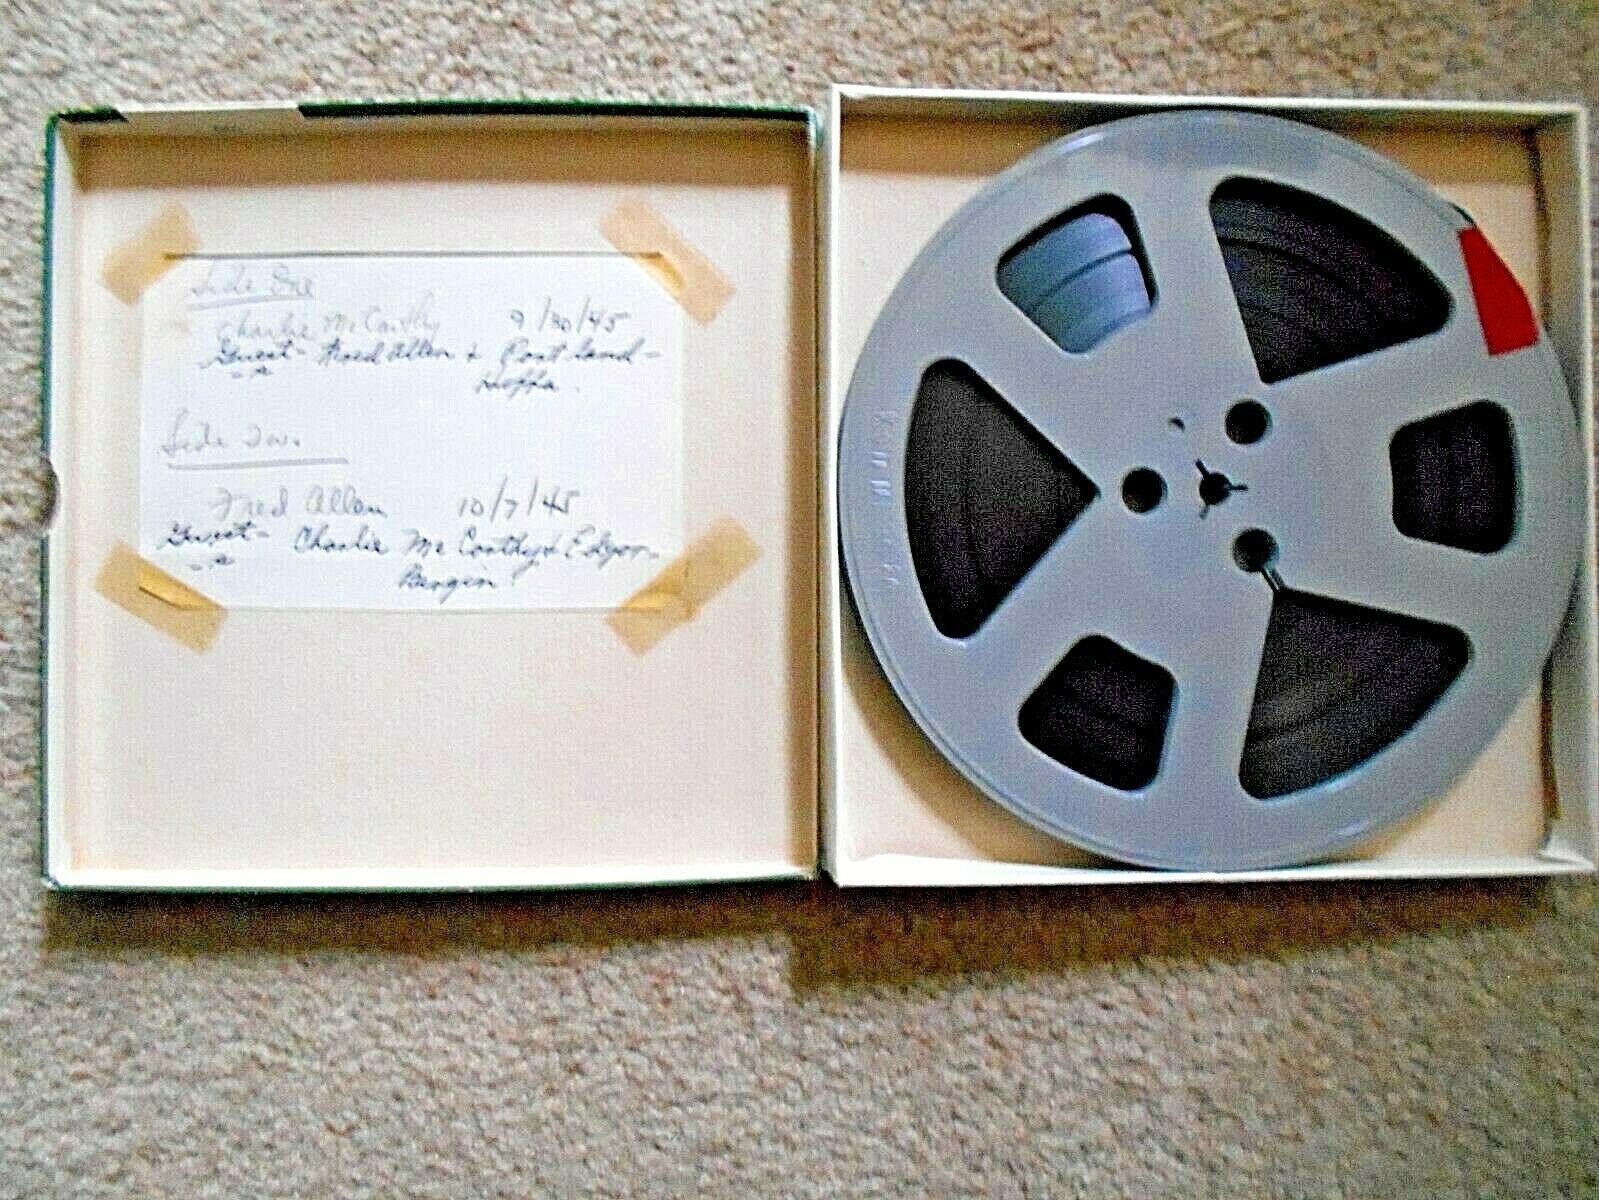 Side One
Charlie McCarthy 9/30/45
Guest - Fred Allen & Portland
Hoffa.
Side Two.
Fred Allen 10/7/45
Guest - Charlie McCarthy & Edgar
Bergin